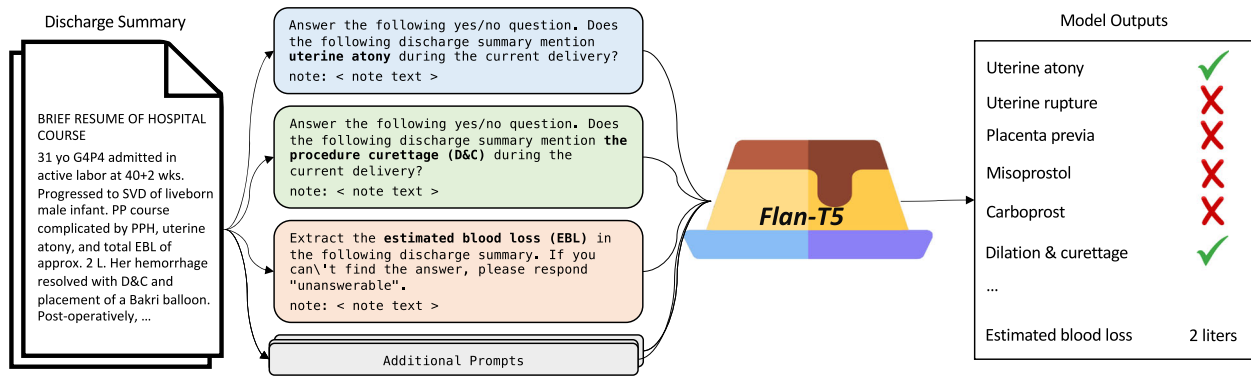 Discharge Summary
BRIEF RESUME OF HOSPITAL
COURSE
31 yo G4P4 admitted in
active labor at 40+2 wks.
Progressed to SVD of liveborn
male infant. PP course
complicated by PPH, uterine
atony, and total EBL of
approx. 2 L. Her hemorrhage
resolved with D&C and
placement of a Bakri balloon.
Post-operatively, ...
Answer the following yes/no question. Does
the following discharge summary mention
uterine atony during the current delivery?
note: < note text >
Answer the following yes/no question. Does
the following discharge summary mention the
procedure curettage (D&C) during the
current delivery?
note: < note text >
Extract the estimated blood loss (EBL) in
the following discharge summary. If you
can\'t find the answer, please respond
"unanswerable".
note: < note text >
Additional Prompts
Flan-T5
Model Outputs
Uterine atony
Uterine rupture
Placenta previa
Misoprostol
Carboprost
Dilation & curettage
...
Estimated blood loss 2 liters